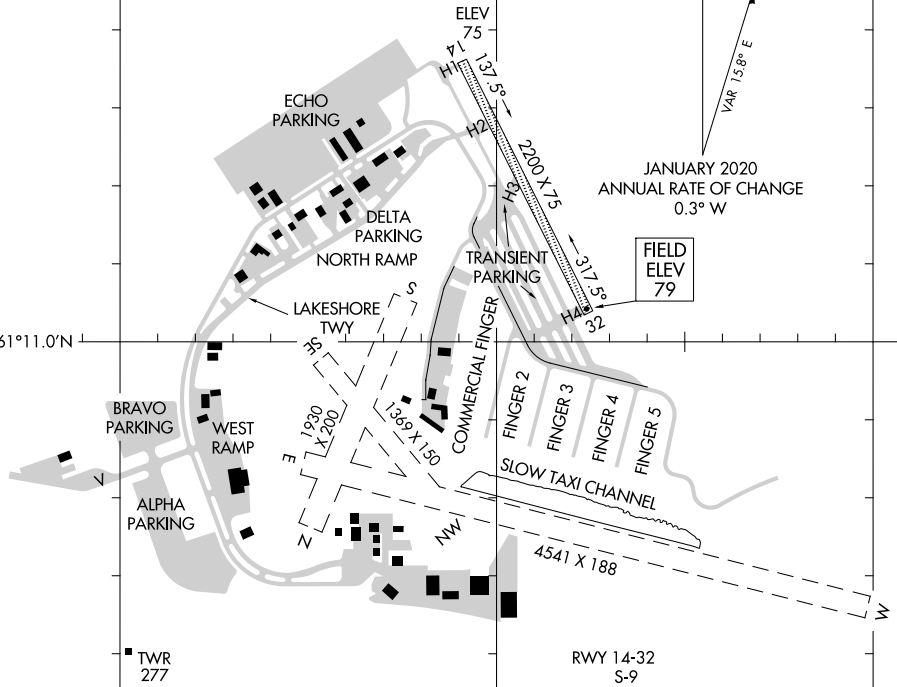 ELEV
75
14
H1
137.5°
VAR 15.8° E
ECHO
PARKING
H2
2200 X 75
JANUARY 2020
ANNUAL RATE OF CHANGE
0.3° W
H3
DELTA
PARKING
NORTH RAMP
TRANSIENT
PARKING
317.5°
FIELD
ELEV
79
LAKESHORE
TWY
S
H4
32
61°11.0'N
SE
COMMERCIAL FINGER
FINGER 2
FINGER 3
FINGER 4
FINGER 5
BRAVO
PARKING
WEST
RAMP
1930
X 200
1369 X 150
E
V
SLOW TAXI CHANNEL
ALPHA
PARKING
N
NW
4541 X 188
W
TWR
277
RWY 14-32
S-9